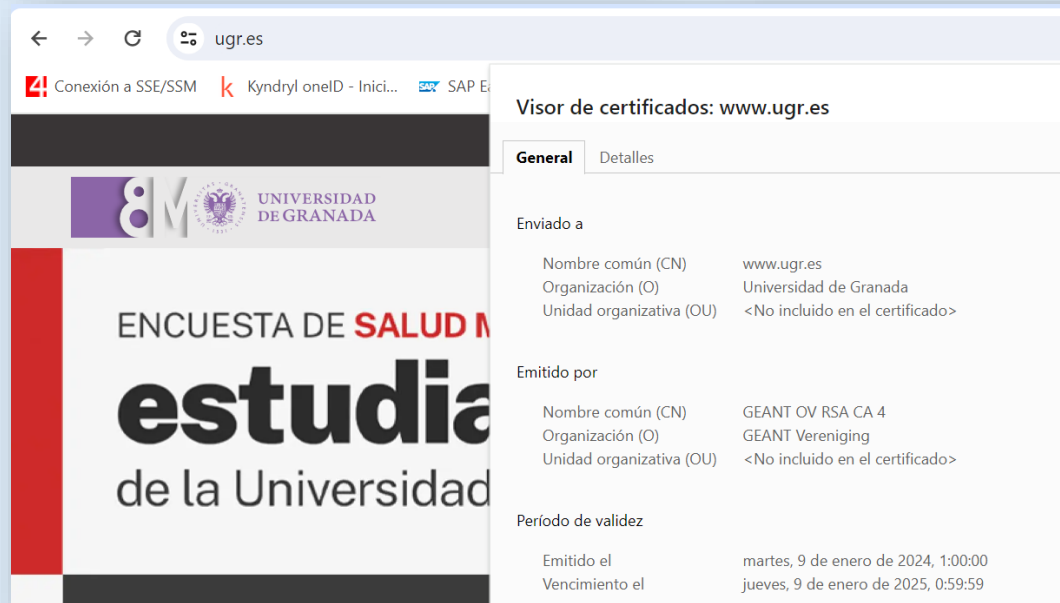 ugr.es
Conexión a SSE/SSM
Kyndryl oneID - Inici...
SAP
Visor de certificados: www.ugr.es
General
Detalles
8M
UNIVERSIDAD
DE GRANADA
ENCUESTA DE SALUD
estudia
de la Universidad
Enviado a
Nombre común (CN) www.ugr.es
Organización (O) Universidad de Granada
Unidad organizativa (OU) <No incluido en el certificado>
Emitido por
Nombre común (CN) GEANT OV RSA CA 4
Organización (O) GEANT Vereniging
Unidad organizativa (OU) <No incluido en el certificado>
Período de validez
Emitido el martes, 9 de enero de 2024, 1:00:00
Vencimiento el jueves, 9 de enero de 2025, 0:59:59